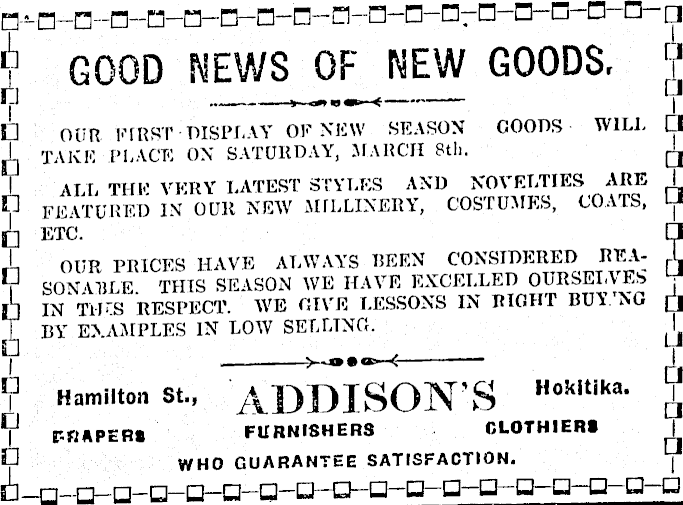 GOOD NEWS OF NEW GOODS.
OUR FIRST DISPLAY OF NEW SEASON GOODS WILL
TAKE PLACE ON SATURDAY, MARCH 8th.
ALL THE VERY LATEST STYLES AND NOVELTIES ARE
FEATURED IN OUR NEW MILLINERY, COSTUMES, COATS,
ETC.
OUR PRICES HAVE ALWAYS BEEN CONSIDERED REA-
SONABLE. THIS SEASON WE HAVE EXCELLED OURSELVES
IN THIS RESPECT. WE GIVE LESSONS IN RIGHT BUY'NG
BY EXAMPLES IN LOW SELLING.
Hamilton St., ADDISON'S Hokitika.
DRAPERS FURNISHERS CLOTHIERS
WHO GUARANTEE SATISFACTION.